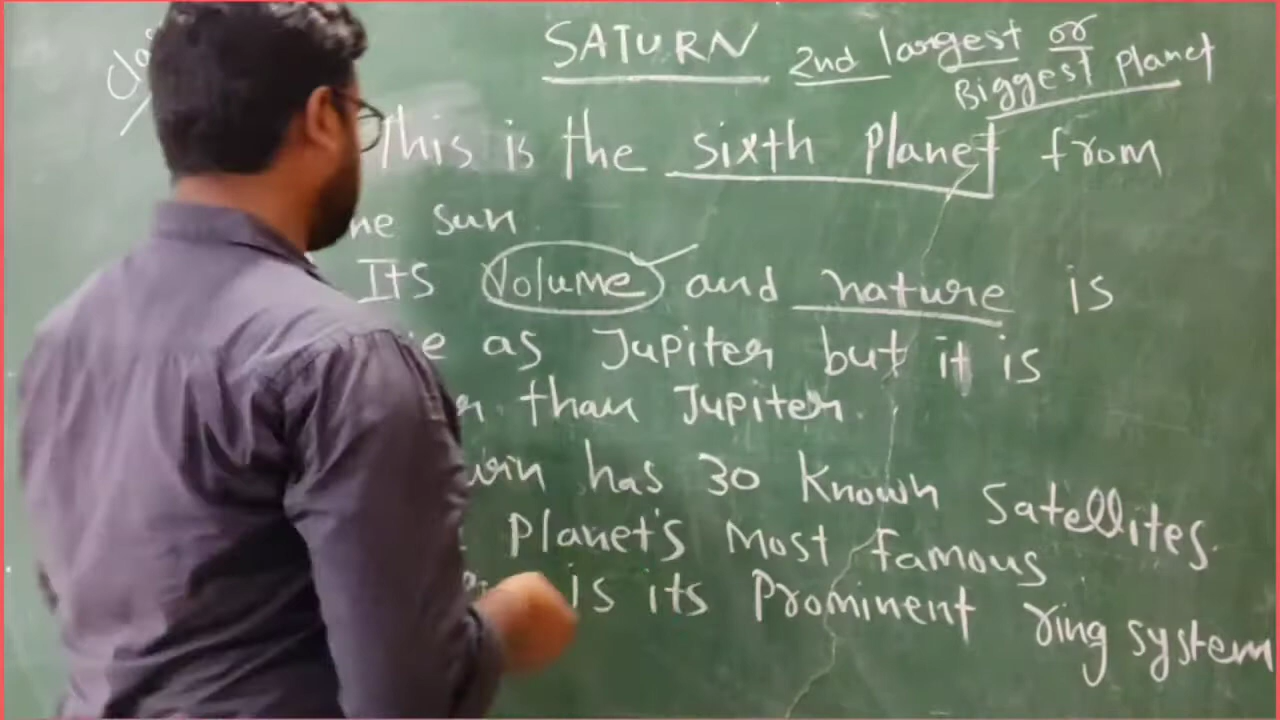 SATURN 2nd largest or
Biggest planet
This is the sixth planet from
sun.
Its Volume and nature is
as Jupiter but it is
than Jupiter.
has 30 known satellites.
Planet's most famous
is its prominent ring system